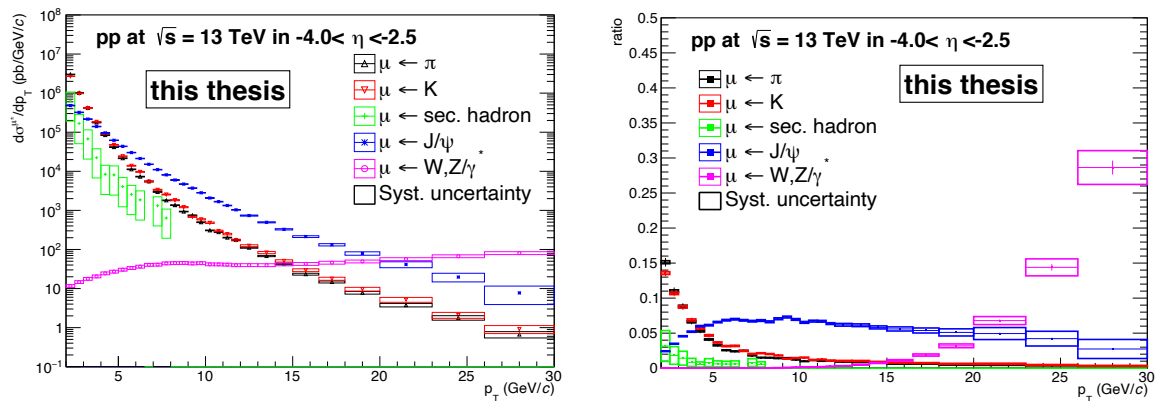 pp at √s = 13 TeV in -4.0< η <-2.5
this thesis
μ ← π
μ ← K
μ ← sec. hadron
μ ← J/ψ
μ ← W,Z/γ*
Syst. uncertainty
dσ^μ±/dp_T (pb/GeV/c)
10^8
10^7
10^6
10^5
10^4
10^3
10^2
10
1
10^−1
5 10 15 20 25 30
p_T (GeV/c)
pp at √s = 13 TeV in -4.0< η <-2.5
this thesis
μ ← π
μ ← K
μ ← sec. hadron
μ ← J/ψ
μ ← W,Z/γ*
Syst. uncertainty
ratio
0.5
0.45
0.4
0.35
0.3
0.25
0.2
0.15
0.1
0.05
0
5 10 15 20 25 30
p_T (GeV/c)